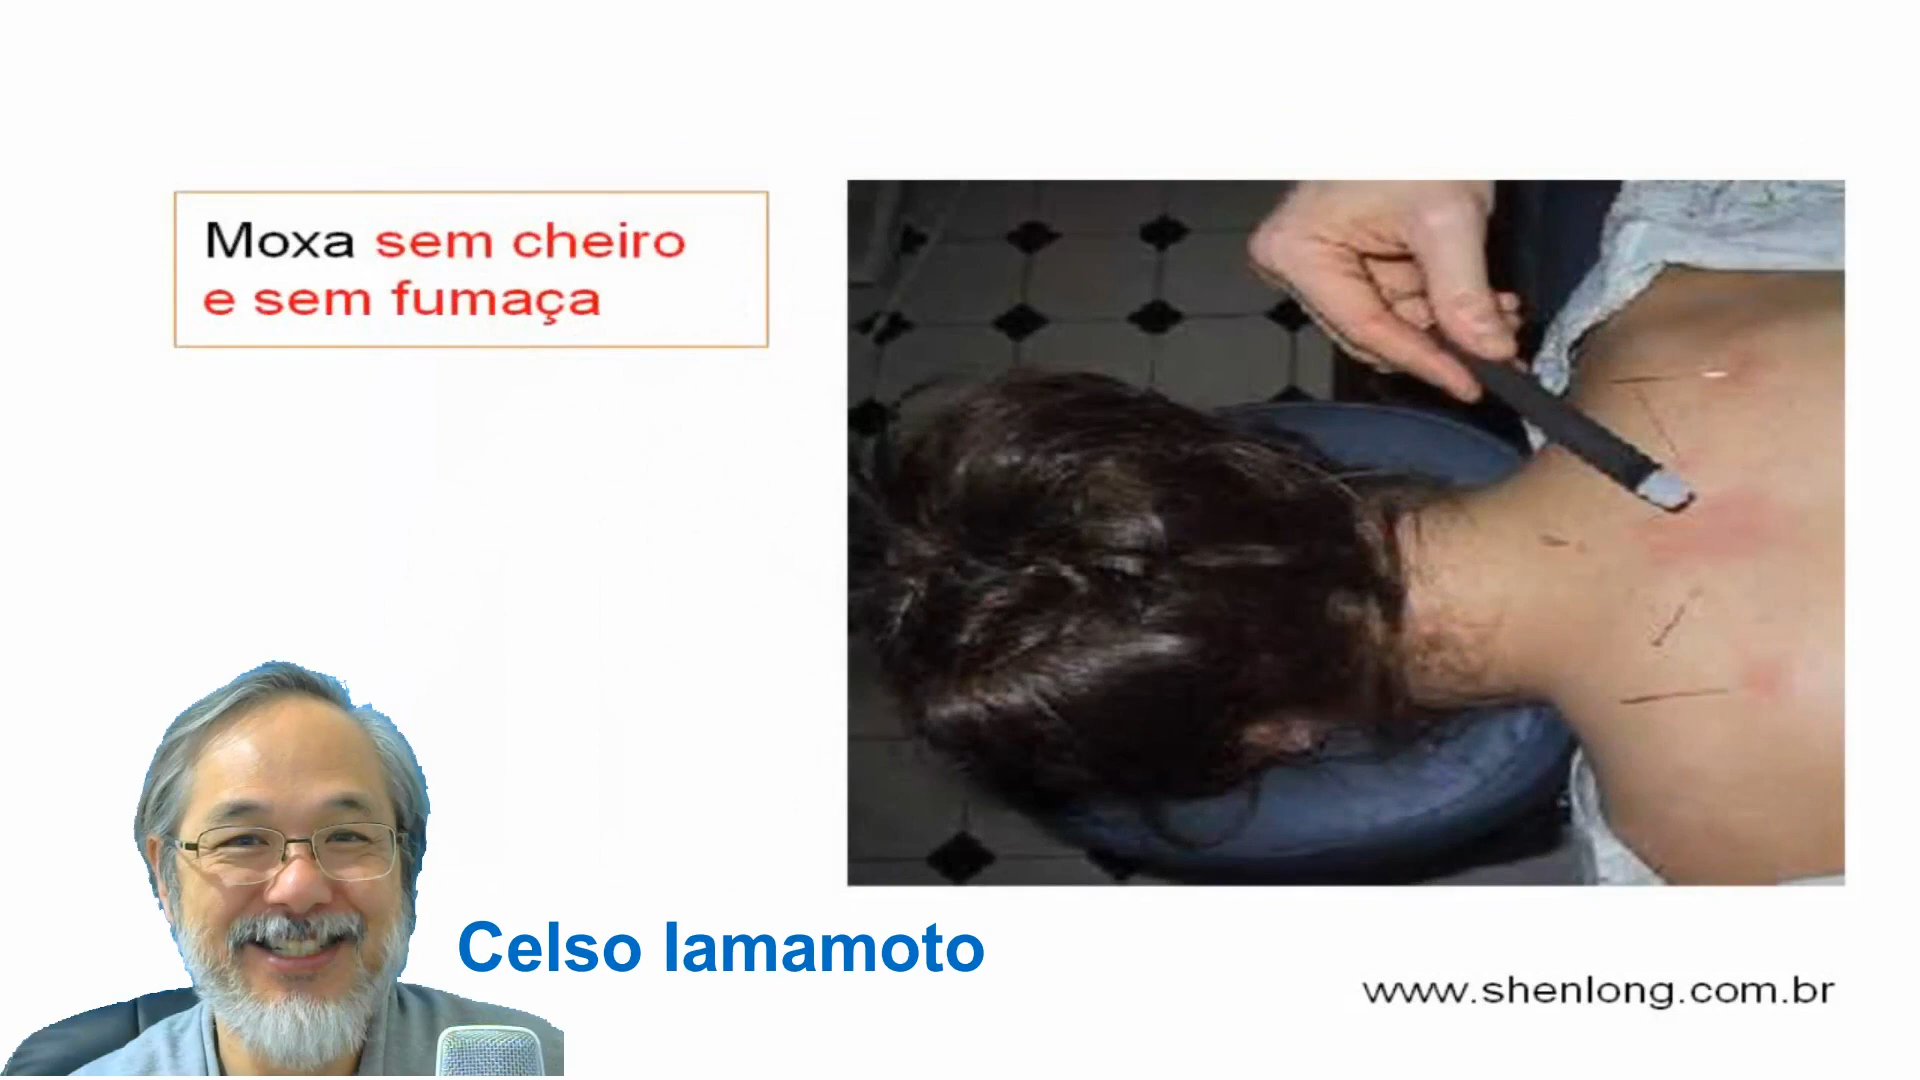 Moxa sem cheiro
e sem fumaça
Celso Iamamoto
www.shenlong.com.br